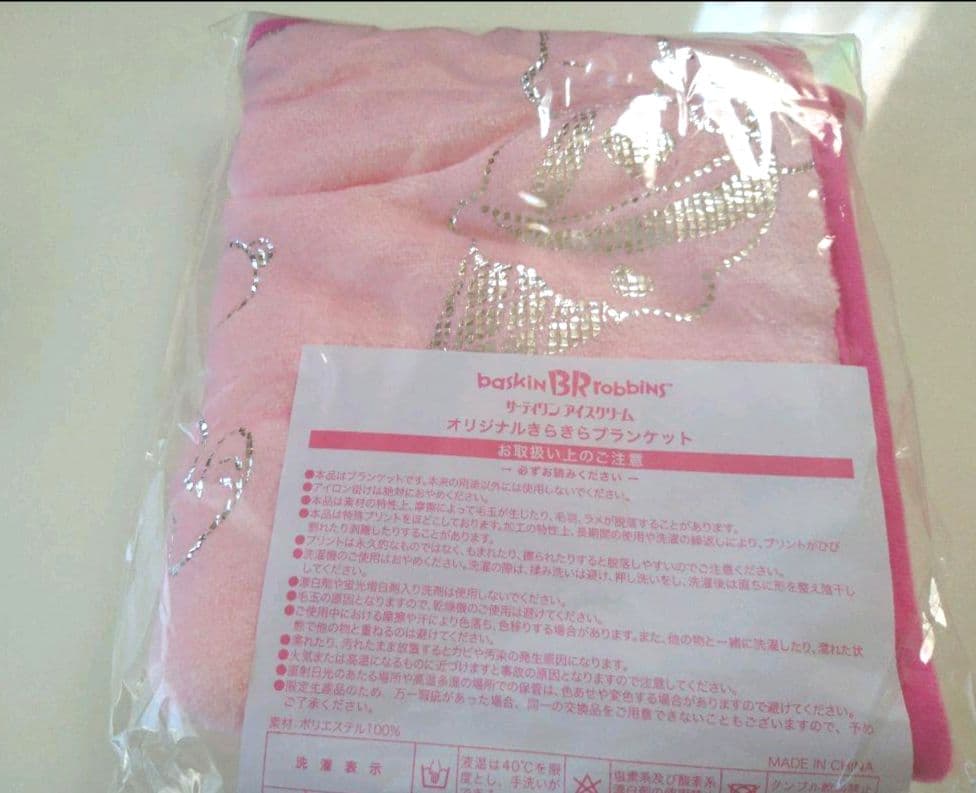 baskin BR robbins™
サーティワン アイスクリーム
オリジナルきらきらブランケット
お取扱い上のご注意
ー 必ずお読みください ー
●本品はブランケットです。本来の用途以外には使用しないでください。
●アイロン掛けは絶対におやめください。
●本品は素材の特性上、摩擦によって毛玉が生じたり、毛羽、ラメが脱落することがあります。
●本品は特殊プリントをほどこしております。加工の特性上、長期間の使用や洗濯の繰返しにより、プリントがひび
割れたり剥離したりすることがあります。
●プリントは永久的なものではなく、もまれたり、擦られたりすると脱落しやすいのでご注意ください。
●洗濯機のご使用はおやめください。洗濯の際は、揉み洗いは避け、押し洗いをし、洗濯後は直ちに形を整え陰干し
してください。
●漂白剤や蛍光増白剤入り洗剤は使用しないでください。
●毛玉の原因となりますので、乾燥機のご使用は避けてください。
●ご使用中における摩擦や汗により色落ち、色移りする場合があります。また、他の物と一緒に洗濯したり、濡れた状
態で他の物と重ねるのは避けてください。
●濡れたり、汚れたまま放置するとカビや汚染の発生原因になります。
●火気または高温になるものに近づけますと事故の原因となりますので注意してください。
●直射日光のあたる場所や高温多湿の場所での保管は、色あせや変色する場合がありますので避けてください。
●限定生産品のため 万一瑕疵があった場合、同一の交換品をご用意できないこともございますので、予め
ご了承ください。
素材:ポリエステル100%
MADE IN CHINA
洗濯表示
液温は40℃を限
度とし、手洗いが
できる
塩素系及び酸素系
漂白剤の使用禁止
タンブル乾燥禁止